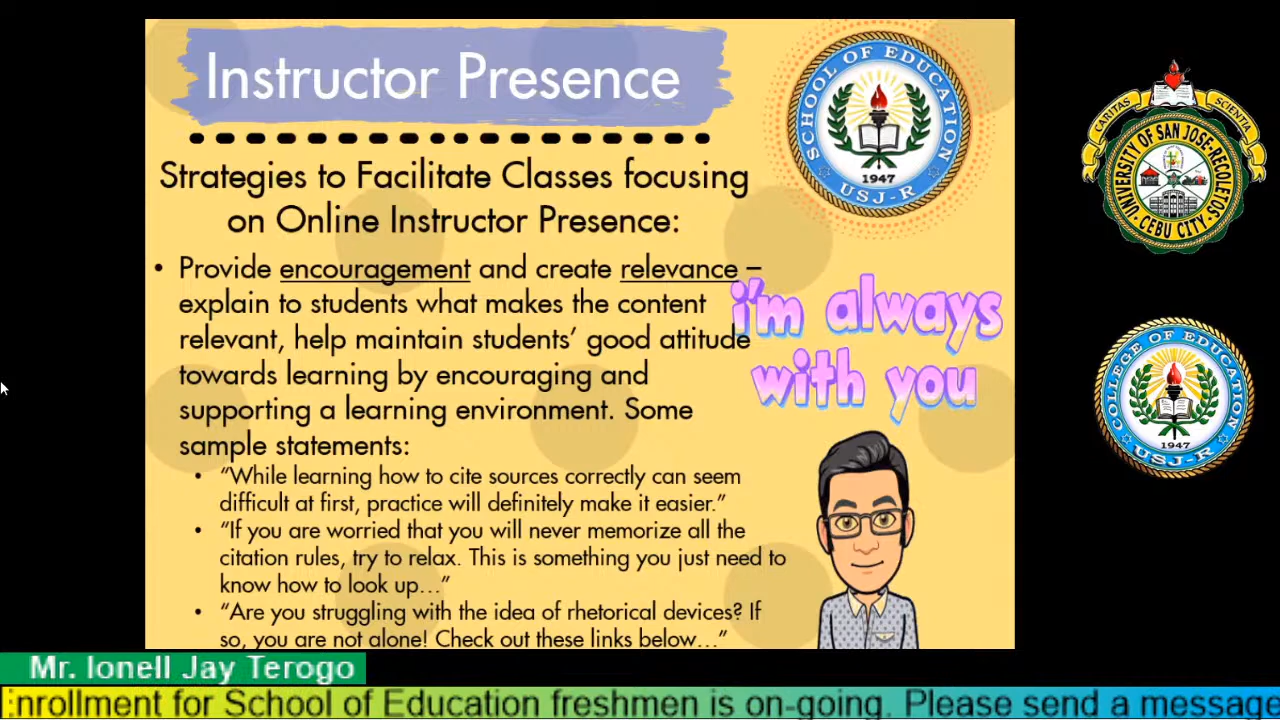 Instructor Presence
Strategies to Facilitate Classes focusing
on Online Instructor Presence:
• Provide encouragement and create relevance –
explain to students what makes the content
relevant, help maintain students’ good attitude
towards learning by encouraging and
supporting a learning environment. Some
sample statements:
• “While learning how to cite sources correctly can seem
difficult at first, practice will definitely make it easier.”
• “If you are worried that you will never memorize all the
citation rules, try to relax. This is something you just need to
know how to look up…”
• “Are you struggling with the idea of rhetorical devices? If
so, you are not alone! Check out these links below…”
SCHOOL OF EDUCATION
1947
USJ-R
i'm always
with you
CARITAS
SCIENTIA
UNIVERSITY OF SAN JOSE-RECOLETOS
CEBU CITY
COLLEGE OF EDUCATION
1947
USJ-R
Mr. Ionell Jay Terogo
Enrollment for School of Education freshmen is on-going. Please send a message